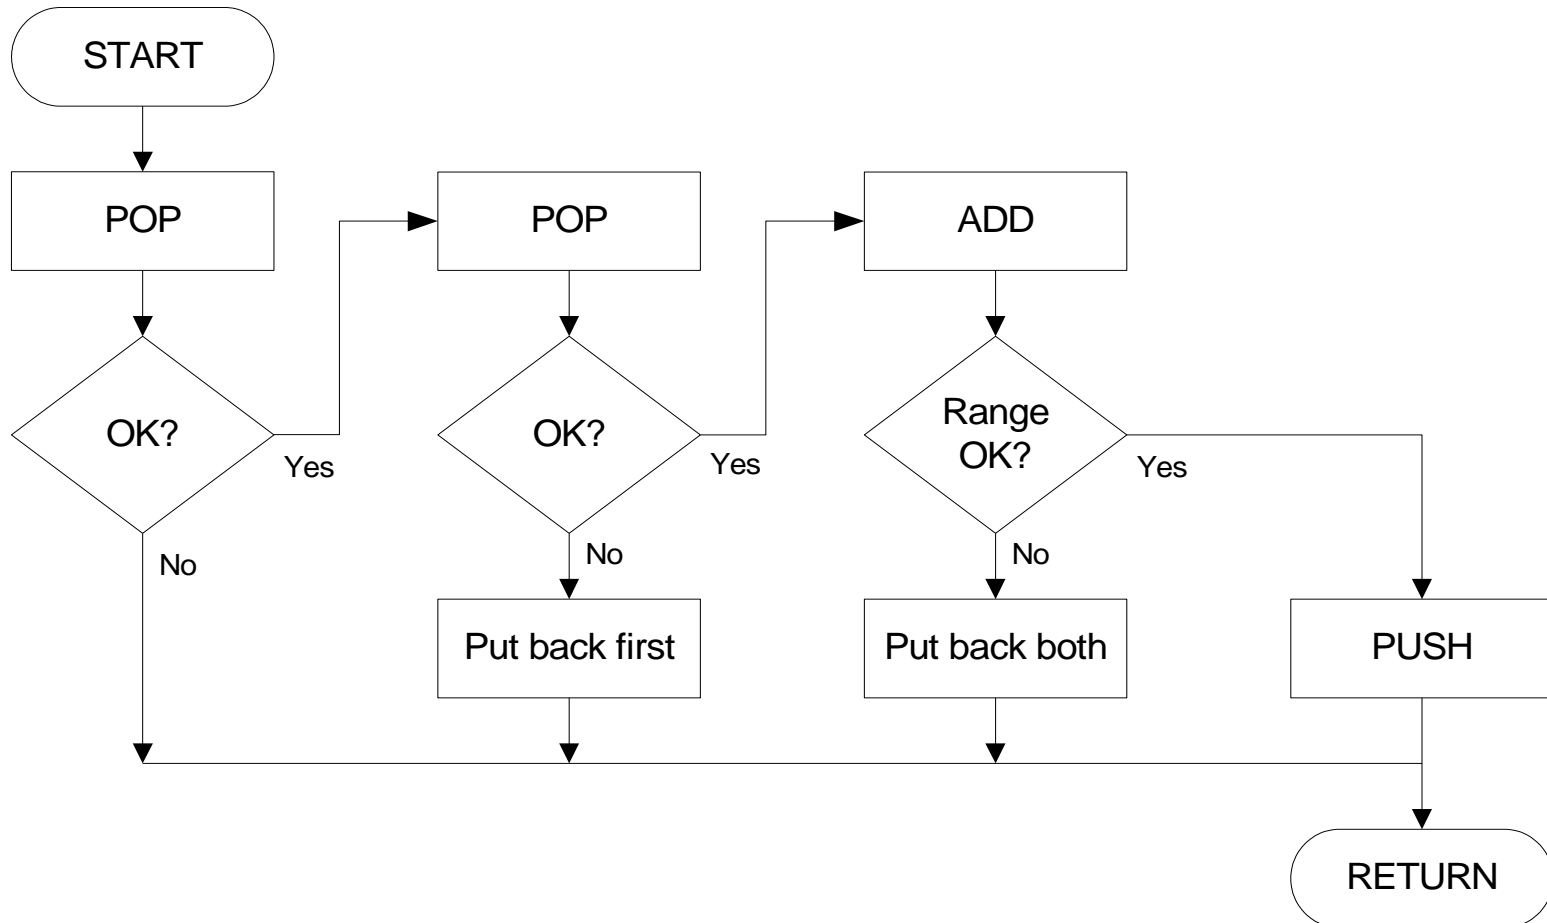 START
POP
POP
ADD
OK?
Yes
OK?
Yes
Range
OK?
Yes
No
No
No
Put back first
Put back both
PUSH
RETURN